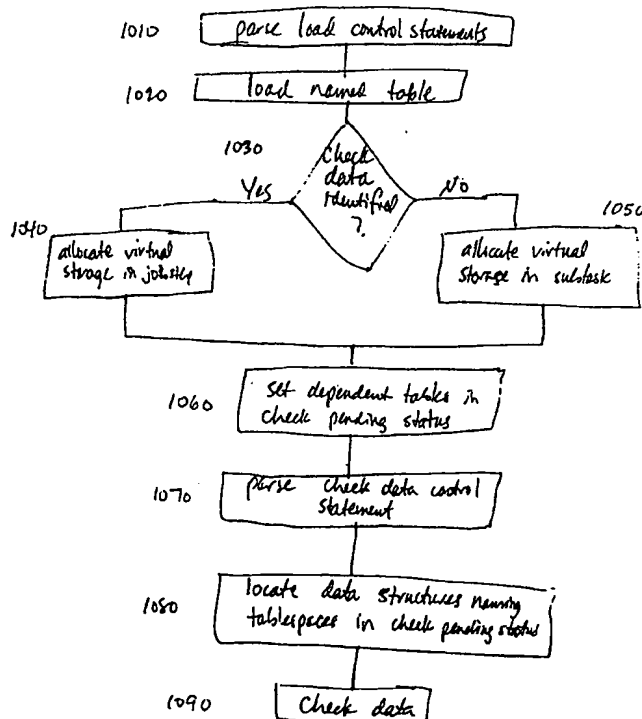 1010
parse load control statements
1020
load named table
1030
Check
data
identified
?
Yes
No
1040
allocate virtual
storage in jobstep
1050
allocate virtual
storage in subtask
1060
set dependent tables in
check pending status
1070
parse check data control
statement
1080
locate data structures naming
tablespaces in check pending status
1090
Check data